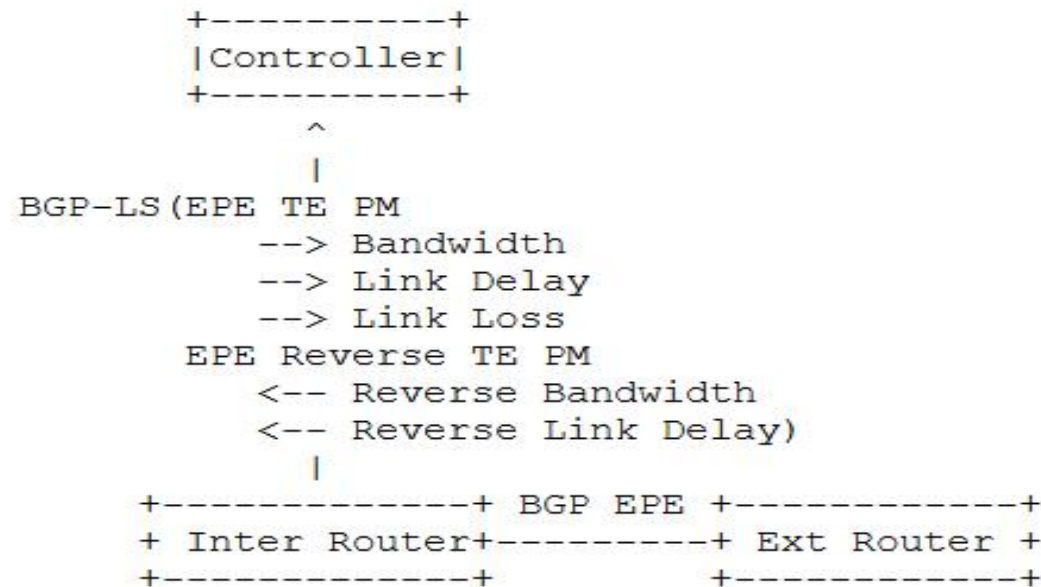 +----------+
|Controller|
+----------+
^
|
BGP-LS(EPE TE PM
--> Bandwidth
--> Link Delay
--> Link Loss
EPE Reverse TE PM
<-- Reverse Bandwidth
<-- Reverse Link Delay)
|
+-------------+ BGP EPE +------------+
+ Inter Router+---------+ Ext Router +
+-------------+ +------------+